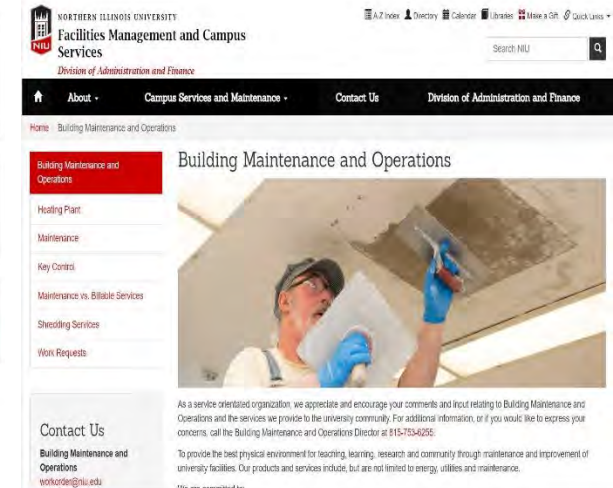 NORTHERN ILLINOIS UNIVERSITY
Facilities Management and Campus
Services
Division of Administration and Finance
NIU
A-Z Index Directory Calendar Libraries Make a Gift Quick Links
Search NIU
About Campus Services and Maintenance Contact Us Division of Administration and Finance
Home Building Maintenance and Operations
Building Maintenance and
Operations
Heating Plant
Maintenance
Key Control
Maintenance vs. Billable Services
Shredding Services
Work Requests
Contact Us
Building Maintenance and
Operations
workorder@niu.edu
Building Maintenance and Operations
As a service orientated organization, we appreciate and encourage your comments and input relating to Building Maintenance and
Operations and the services we provide to the university community. For additional information, or if you would like to express your
concerns, call the Building Maintenance and Operations Director at 815-753-6255.
To provide the best physical environment for teaching, learning, research and community through maintenance and improvement of
university facilities. Our products and services include, but are not limited to energy, utilities and maintenance.
We are committed to: